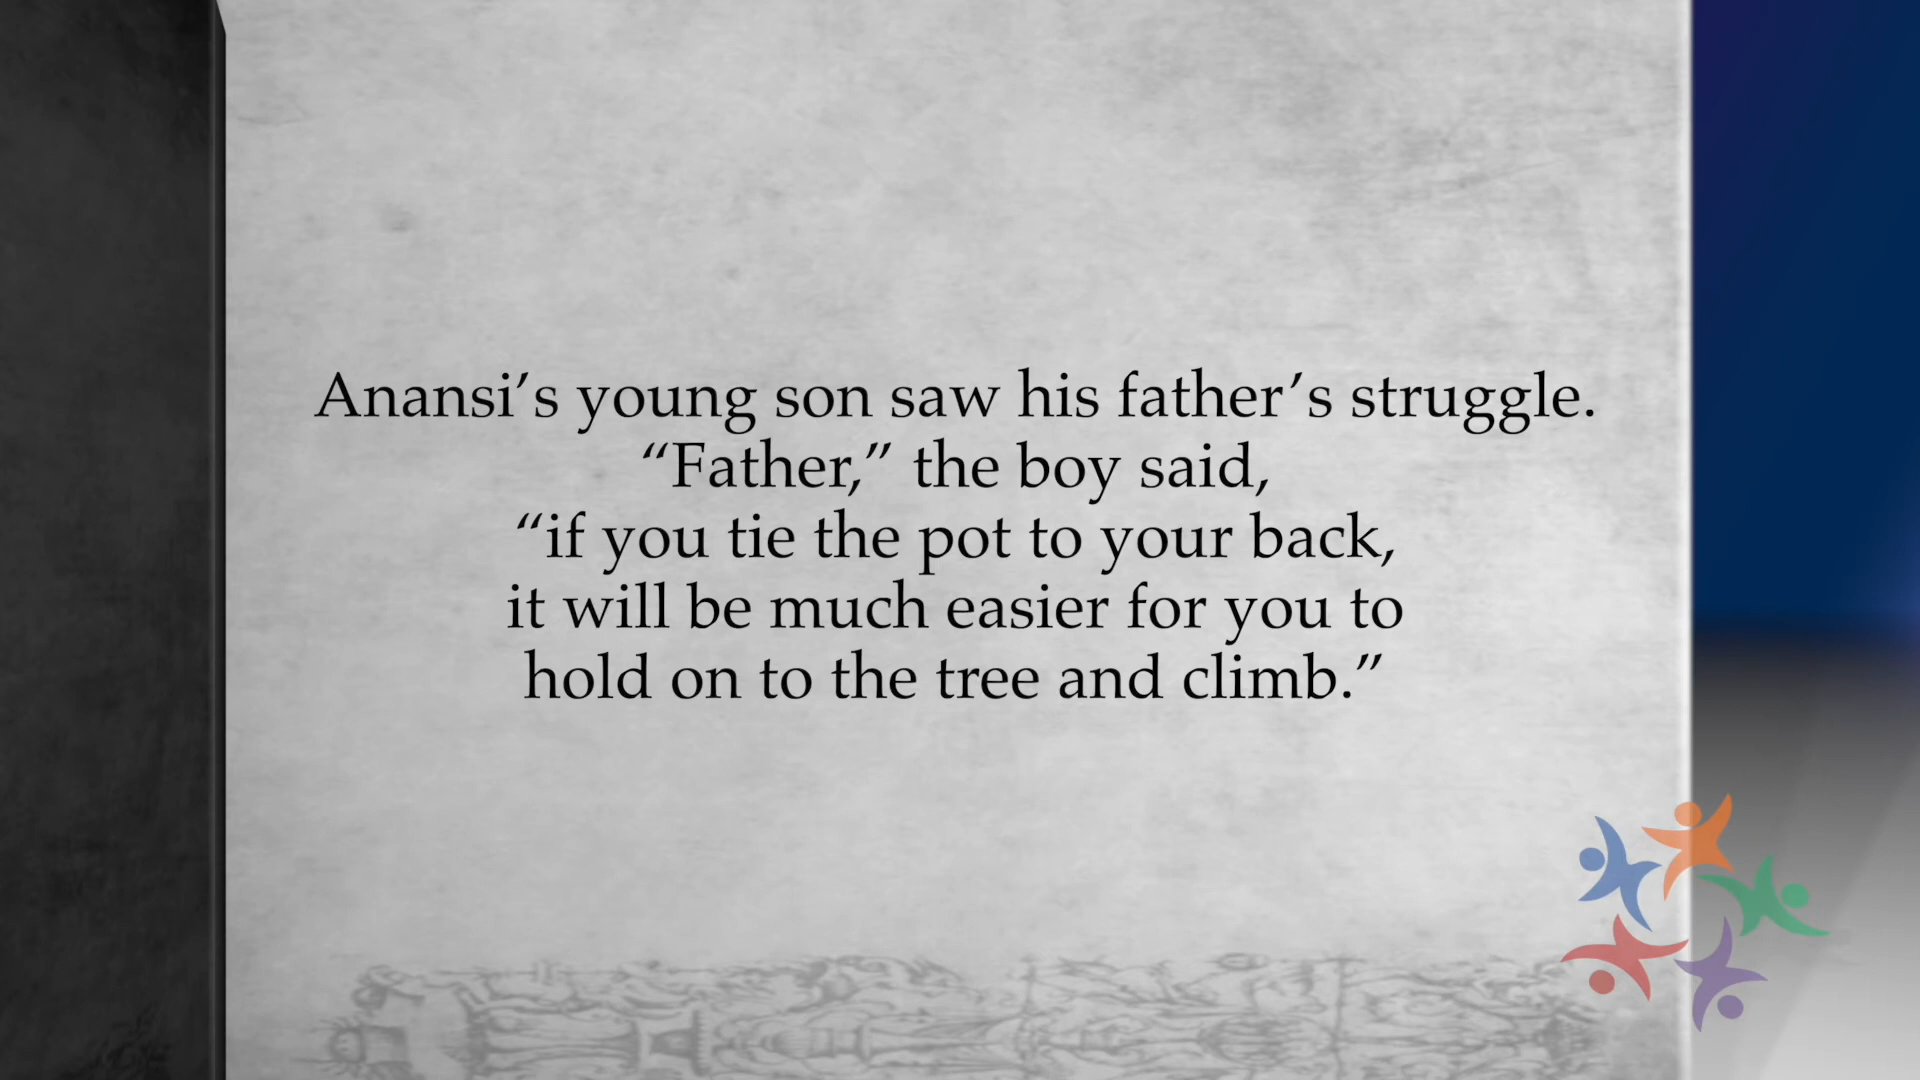 Anansi’s young son saw his father’s struggle.
“Father,” the boy said,
“if you tie the pot to your back,
it will be much easier for you to
hold on to the tree and climb.”